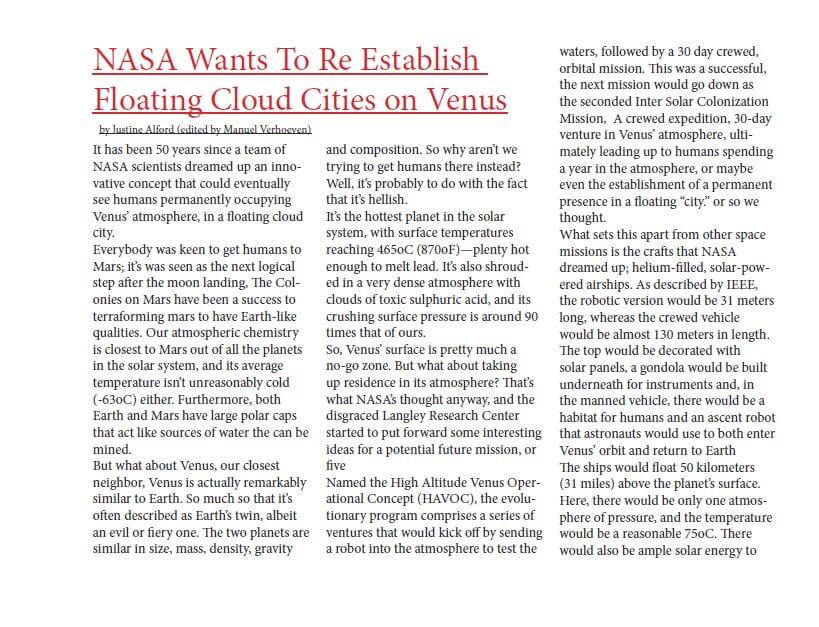 NASA Wants To Re Establish
Floating Cloud Cities on Venus
by Justine Alford (edited by Manuel Verhoeven)
It has been 50 years since a team of
NASA scientists dreamed up an inno-
vative concept that could eventually
see humans permanently occupying
Venus’ atmosphere, in a floating cloud
city.
Everybody was keen to get humans to
Mars; it’s was seen as the next logical
step after the moon landing, The Col-
onies on Mars have been a success to
terraforming mars to have Earth-like
qualities. Our atmospheric chemistry
is closest to Mars out of all the planets
in the solar system, and its average
temperature isn’t unreasonably cold
(-63oC) either. Furthermore, both
Earth and Mars have large polar caps
that act like sources of water the can be
mined.
But what about Venus, our closest
neighbor, Venus is actually remarkably
similar to Earth. So much so that it’s
often described as Earth’s twin, albeit
an evil or fiery one. The two planets are
similar in size, mass, density, gravity
and composition. So why aren’t we
trying to get humans there instead?
Well, it’s probably to do with the fact
that it’s hellish.
It’s the hottest planet in the solar
system, with surface temperatures
reaching 465oC (870oF)—plenty hot
enough to melt lead. It’s also shroud-
ed in a very dense atmosphere with
clouds of toxic sulphuric acid, and its
crushing surface pressure is around 90
times that of ours.
So, Venus’ surface is pretty much a
no-go zone. But what about taking
up residence in its atmosphere? That’s
what NASA’s thought anyway, and the
disgraced Langley Research Center
started to put forward some interesting
ideas for a potential future mission, or
five
Named the High Altitude Venus Oper-
ational Concept (HAVOC), the evolu-
tionary program comprises a series of
ventures that would kick off by sending
a robot into the atmosphere to test the
waters, followed by a 30 day crewed,
orbital mission. This was a successful,
the next mission would go down as
the seconded Inter Solar Colonization
Mission,  A crewed expedition, 30-day
venture in Venus’ atmosphere, ulti-
mately leading up to humans spending
a year in the atmosphere, or maybe
even the establishment of a permanent
presence in a floating “city.” or so we
thought.
What sets this apart from other space
missions is the crafts that NASA
dreamed up; helium-filled, solar-pow-
ered airships. As described by IEEE,
the robotic version would be 31 meters
long, whereas the crewed vehicle
would be almost 130 meters in length.
The top would be decorated with
solar panels, a gondola would be built
underneath for instruments and, in
the manned vehicle, there would be a
habitat for humans and an ascent robot
that astronauts would use to both enter
Venus’ orbit and return to Earth
The ships would float 50 kilometers
(31 miles) above the planet’s surface.
Here, there would be only one atmos-
phere of pressure, and the temperature
would be a reasonable 75oC. There
would also be ample solar energy to